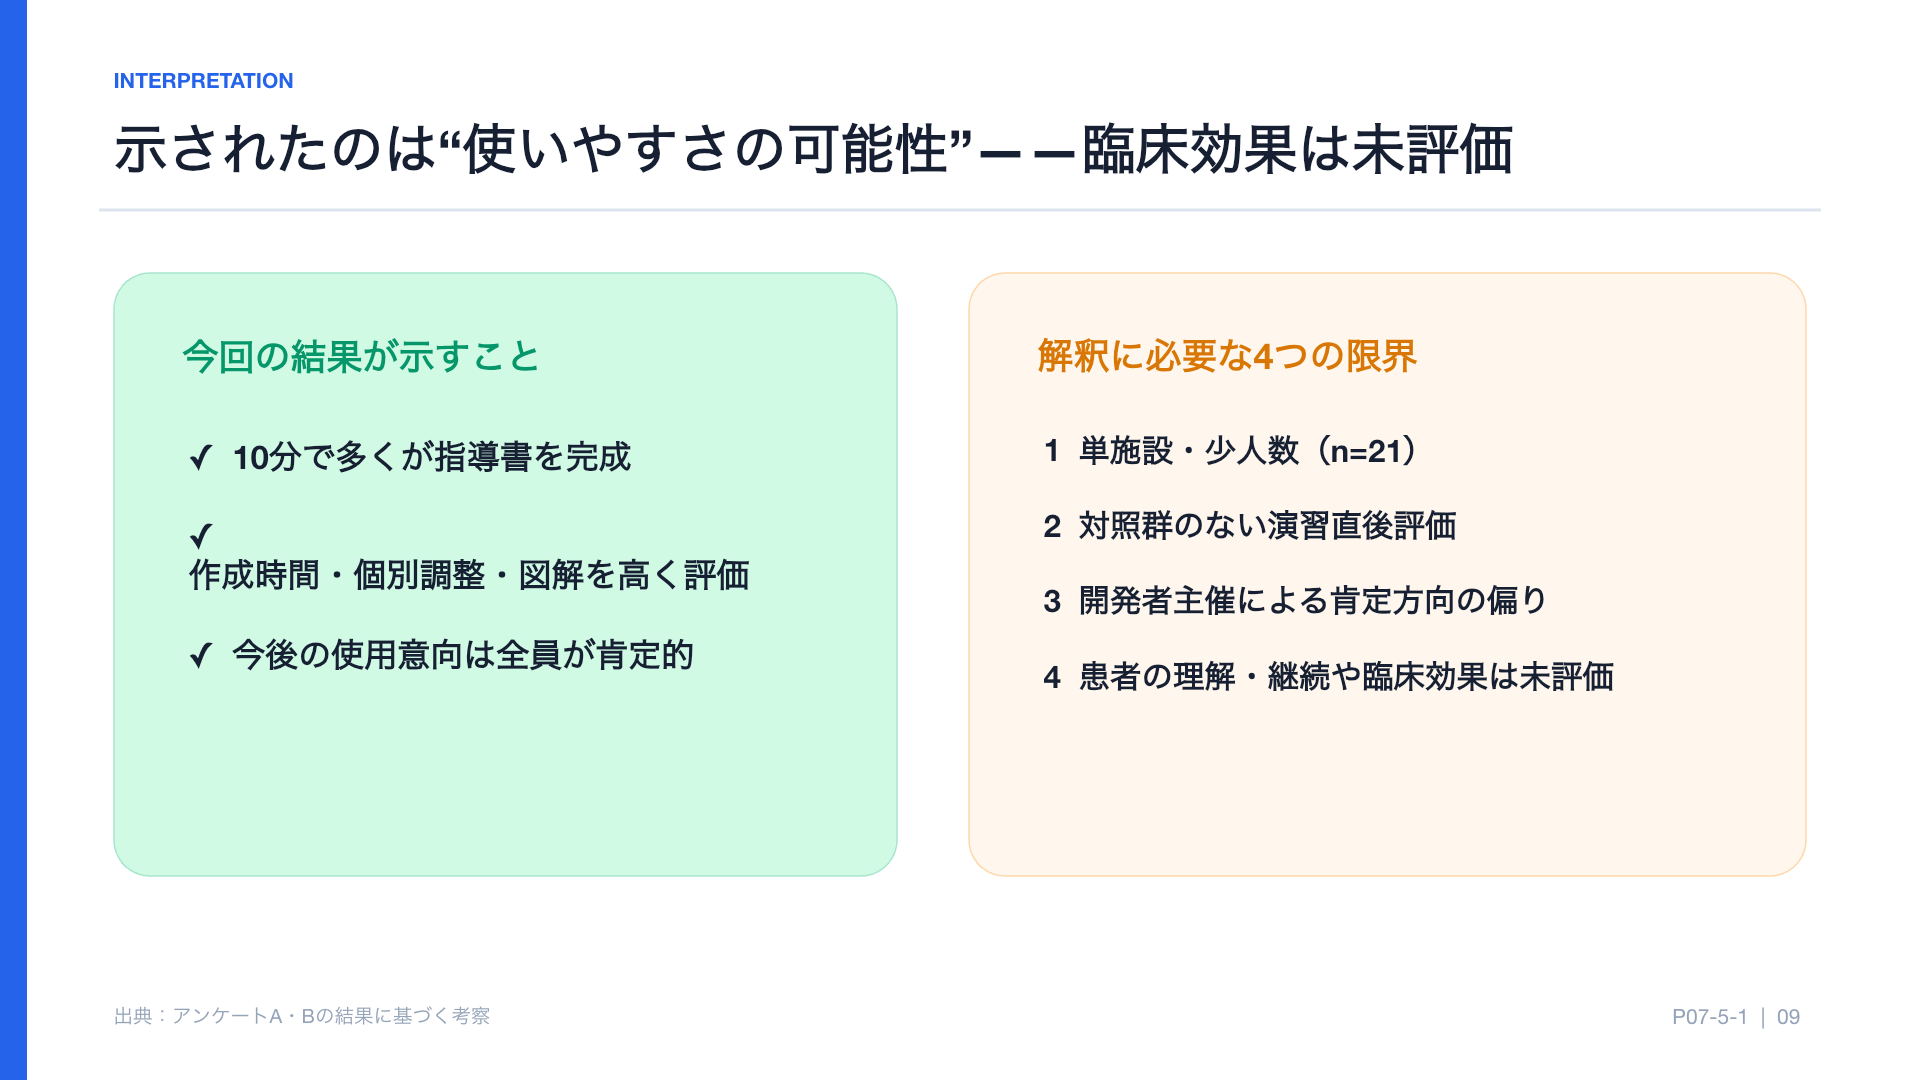 INTERPRETATION
示されたのは“使いやすさの可能性”——臨床効果は未評価
今回の結果が示すこと
✓ 10分で多くが指導書を完成
✓
作成時間・個別調整・図解を高く評価
✓ 今後の使用意向は全員が肯定的
解釈に必要な4つの限界
1 単施設・少人数（n=21）
2 対照群のない演習直後評価
3 開発者主催による肯定方向の偏り
4 患者の理解・継続や臨床効果は未評価
出典：アンケートA・Bの結果に基づく考察
P07-5-1 | 09